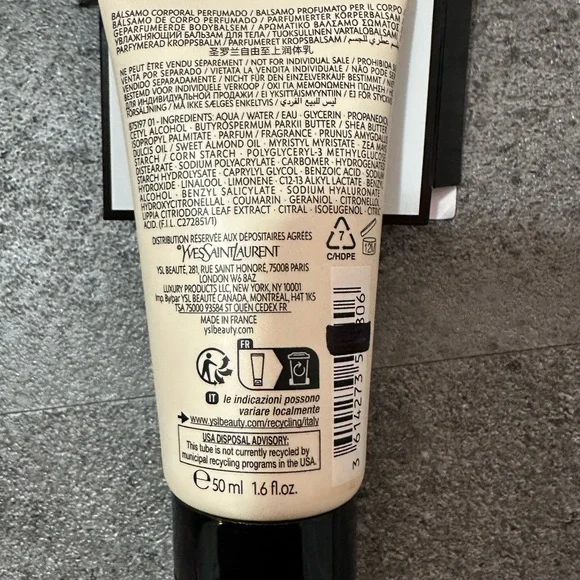 BÁLSAMO CORPORAL PERFUMADO / BALSAMO PROFUMATO PER IL CORPO
BÁLSAMO DE CORPO PERFUMADO / PARFÜMIERTER KÖRPERBALSAM
GEPARFUMEERDE BODYBALSEM / ΑΡΩΜΑΤΙΚΟ ΒΑΛΣΑΜΟ ΣΩΜΑΤΟΣ
УВЛАЖНЯЮЩИЙ БАЛЬЗАМ ДЛЯ ТЕЛА / TUOKSULLINEN VARTALOBALSAMI
PARFYMERAD KROPPSBALM / PARFUMERET KROPSBALSAM /
圣罗兰自由至上润体乳
NE PEUT ÊTRE VENDU SÉPARÉMENT / NOT FOR INDIVIDUAL SALE / PROHIBIDA SU
VENTA POR SEPARADO / VIETATA LA VENDITA SINGOLARMENTE / NÃO PODE SER
VENDIDO SEPARADAMENTE / NICHT FÜR DEN EINZELVERKAUF BESTIMMT / NIET
BESTEMD VOOR INDIVIDUELE VERKOOP / ΟΧΙ ΓΙΑ ΜΕΜΟΝΩΜΕΝΗ ΠΩΛΗΣΗ / НЕ
ДЛЯ ИНДИВИДУАЛЬНОЙ ПРОДАЖИ / EI YKSITTÄISMYYNTIIN / EJ FÖR STYCK-
FÖRSÄLJNING / MÅ IKKE SÆLGES ENKELTVIS / ليس للبيع الفردي
B75197 01 - INGREDIENTS: AQUA / WATER / EAU - GLYCERIN - PROPANEDIOL
CETYL ALCOHOL - BUTYROSPERMUM PARKII BUTTER / SHEA BUTTER
ISOPROPYL PALMITATE - PARFUM / FRAGRANCE - PRUNUS AMYGDALUS
DULCIS OIL / SWEET ALMOND OIL - MYRISTYL MYRISTATE - ZEA MAYS
STARCH / CORN STARCH - POLYGLYCERYL-3 METHYLGLUCOSE
DISTEARATE - SODIUM POLYACRYLATE - CARBOMER - HYDROGENATED
STARCH HYDROLYSATE - CAPRYLYL GLYCOL - BENZOIC ACID - SODIUM
HYDROXIDE - LINALOOL - LIMONENE - C12-13 ALKYL LACTATE - BENZYL
ALCOHOL - BENZYL SALICYLATE - SODIUM HYALURONATE
HYDROXYCITRONELLAL - COUMARIN - GERANIOL - CITRONELLOL
LIPPIA CITRIODORA LEAF EXTRACT - CITRAL - ISOEUGENOL - CITRIC
ACID. (F.I.L. C272851/1)
DISTRIBUTION RÉSERVÉE AUX DÉPOSITAIRES AGRÉÉS
YVESSAINTLAURENT
YSL BEAUTÉ, 281, RUE SAINT HONORÉ, 75008 PARIS
LONDON W6 8AZ
LUXURY PRODUCTS LLC, NEW YORK, NY 10001
Imp. By/par YSL BEAUTÉ CANADA, MONTRÉAL, H4T 1K5
TSA 75000 93584 ST OUEN CEDEX FR
MADE IN FRANCE
yslbeauty.com
7
C/HDPE
12M
FR
IT le indicazioni possono
variare localmente
www.yslbeauty.com/recycling/italy
USA DISPOSAL ADVISORY:
This tube is not currently recycled by
municipal recycling programs in the USA.
℮ 50 ml 1.6 fl.oz.
3 614273 5 806